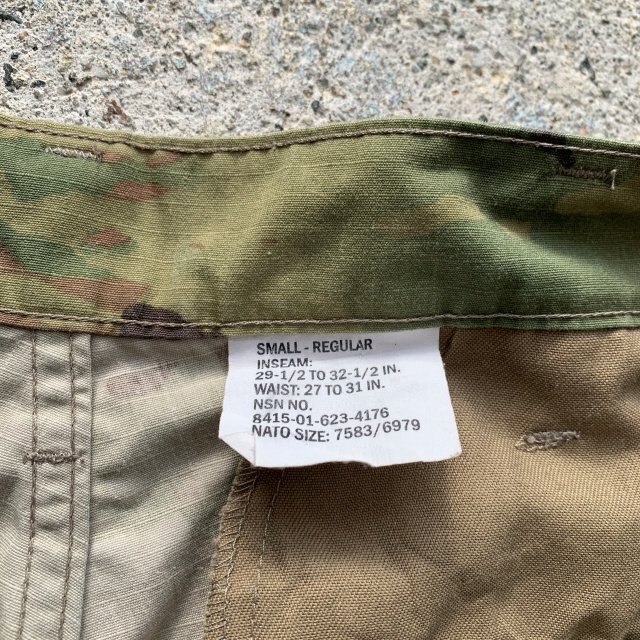 SMALL - REGULAR
INSEAM:
29-1/2 TO 32-1/2 IN.
WAIST: 27 TO 31 IN.
NSN NO.
8415-01-623-4176
NATO SIZE: 7583/6979